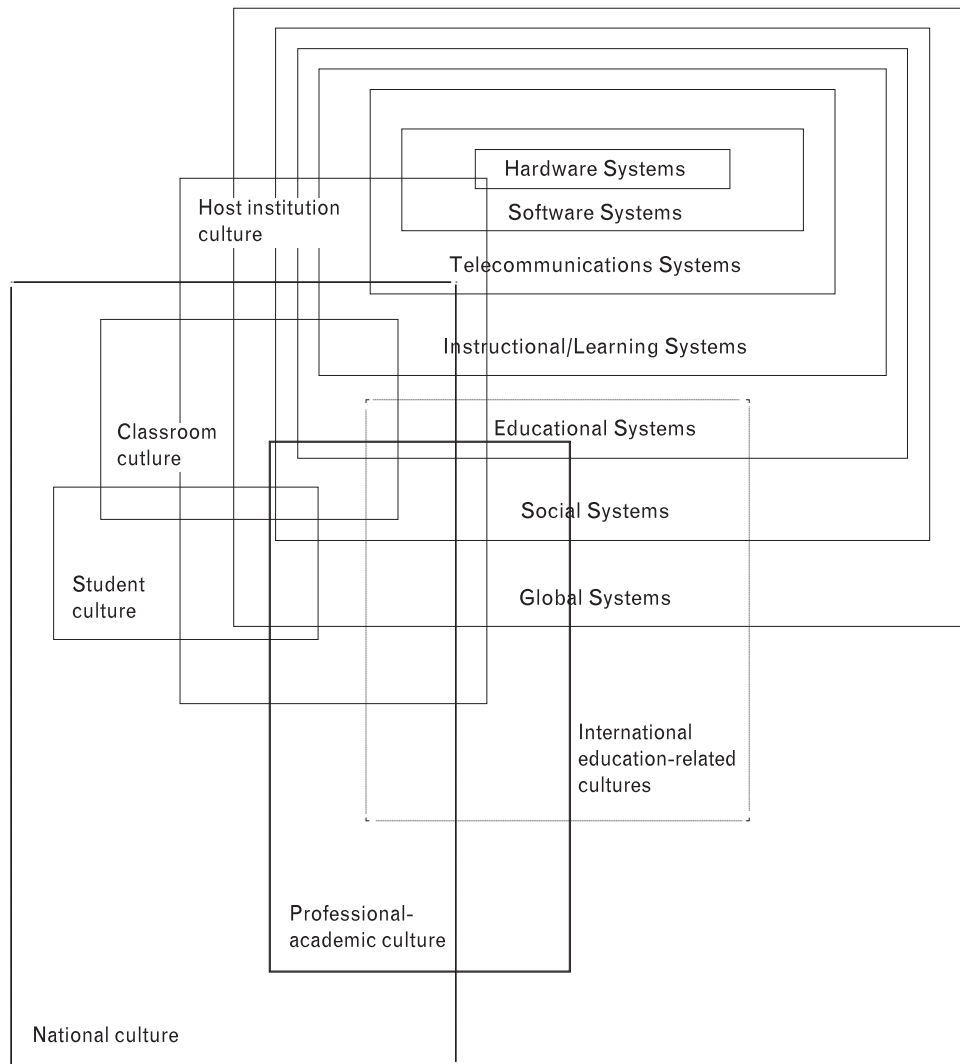 Hardware Systems
Host institution
culture
Software Systems
Telecommunications Systems
Instructional/Learning Systems
Classroom
cutlure
Educational Systems
Social Systems
Student
culture
Global Systems
International
education-related
cultures
Professional-
academic culture
National culture